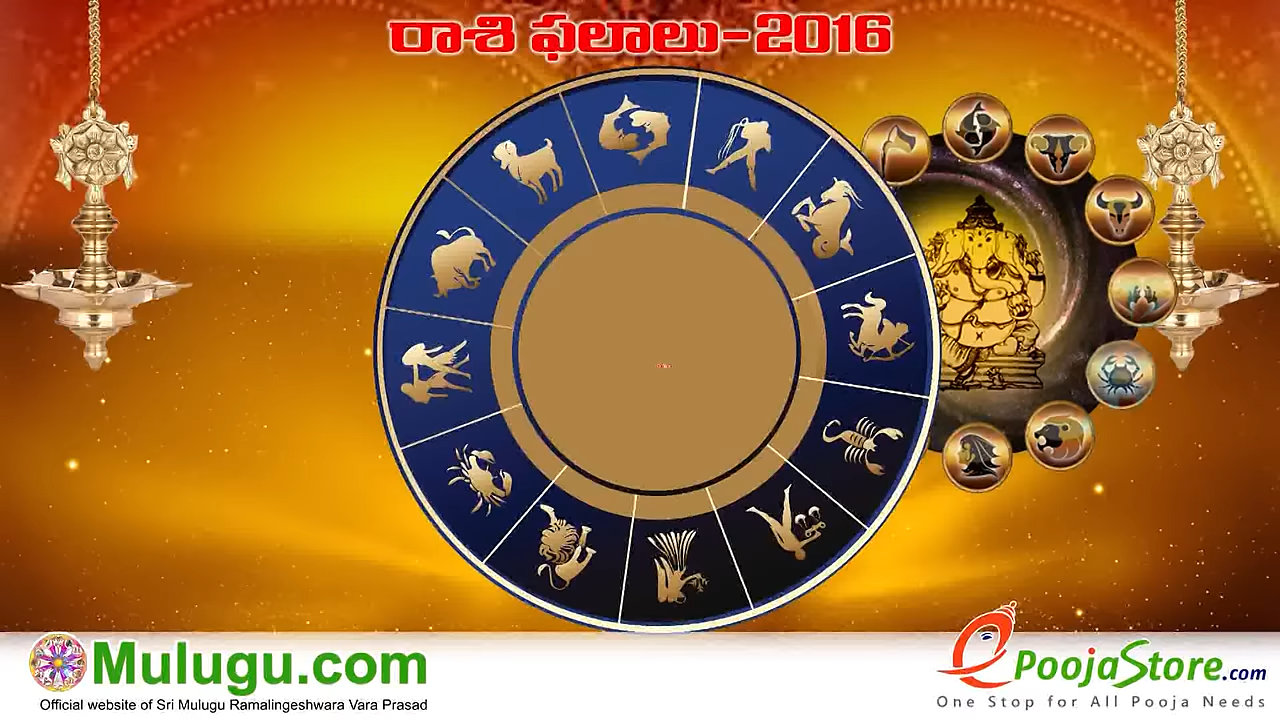 రాశి ఫలాలు-2016
Mulugu.com
Official website of Sri Mulugu Ramalingeshwara Vara Prasad
ePoojaStore.com
One Stop for All Pooja Needs